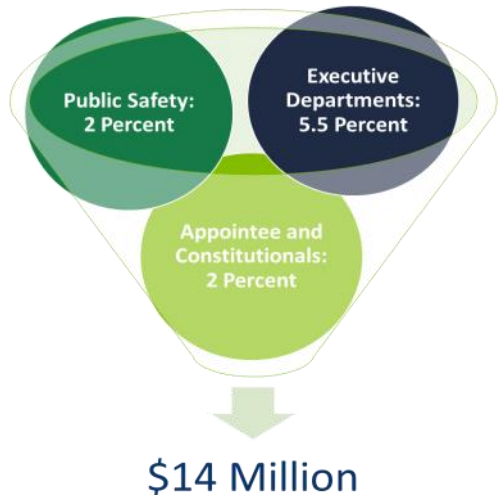 Public Safety:
2 Percent
Executive
Departments:
5.5 Percent
Appointee and
Constitutionals:
2 Percent
$14 Million